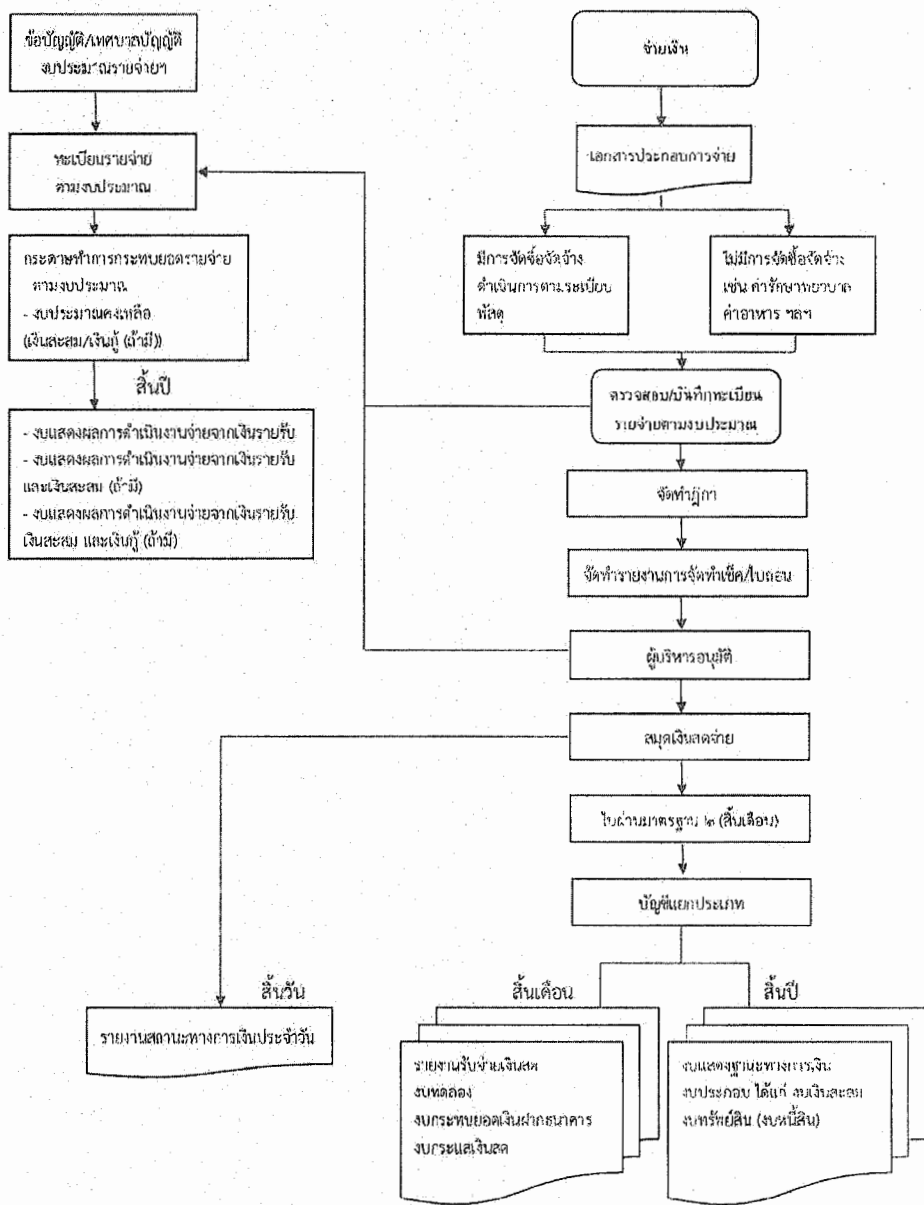 ข้อบัญญัติ/เทศบัญญัติ
งบประมาณรายจ่ายฯ
ทะเบียนรายจ่าย
ตามงบประมาณ
กระดาษทำการกระทบยอดรายจ่าย
ตามงบประมาณ
- งบประมาณคงเหลือ
(เงินสะสม/เงินกู้ (ถ้ามี))
สิ้นปี
- งบแสดงผลการดำเนินงานจ่ายจากเงินรายรับ
- งบแสดงผลการดำเนินงานจ่ายจากเงินรายรับ
และเงินสะสม (ถ้ามี)
- งบแสดงผลการดำเนินงานจ่ายจากเงินรายรับ
เงินสะสม และเงินกู้ (ถ้ามี)
จ่ายเงิน
เอกสารประกอบการจ่าย
มีการจัดซื้อจัดจ้าง
ดำเนินการตามระเบียบ
พัสดุ
ไม่มีการจัดซื้อจัดจ้าง
เช่น ค่ารักษาพยาบาล
ค่าอาหาร ฯลฯ
ตรวจสอบ/บันทึกทะเบียน
รายจ่ายตามงบประมาณ
จัดทำฎีกา
จัดทำรายงานการจัดทำเช็ค/ใบถอน
ผู้บริหารอนุมัติ
สมุดเงินสดจ่าย
ใบผ่านมาตรฐาน ๒ (สิ้นเดือน)
บัญชีแยกประเภท
สิ้นวัน
รายงานสถานะทางการเงินประจำวัน
สิ้นเดือน
รายงานรับจ่ายเงินสด
งบทดลอง
งบกระทบยอดเงินฝากธนาคาร
งบกระแสเงินสด
สิ้นปี
งบแสดงฐานะทางการเงิน
งบประกอบ ได้แก่ งบเงินสะสม
งบทรัพย์สิน (งบหนี้สิน)